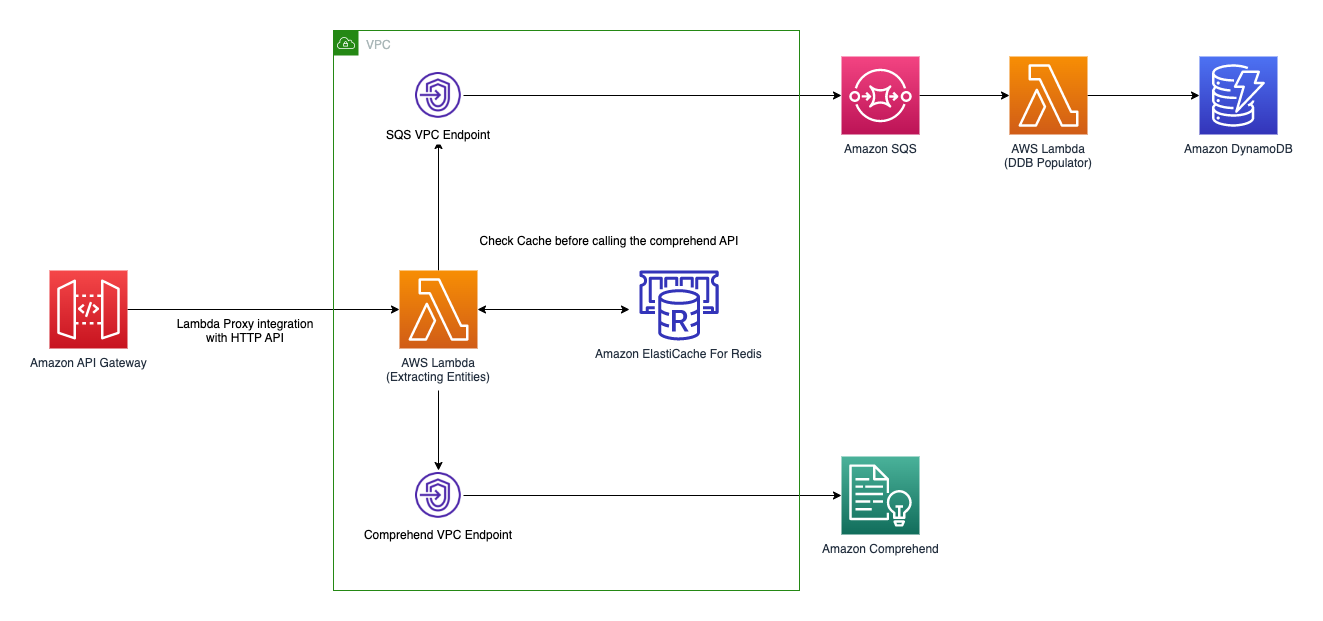 VPC
SQS VPC Endpoint
Amazon SQS
AWS Lambda
(DDB Populator)
Amazon DynamoDB
Check Cache before calling the comprehend API
</>
Lambda Proxy integration
with HTTP API
Amazon API Gateway
AWS Lambda
(Extracting Entities)
R
Amazon ElastiCache For Redis
Comprehend VPC Endpoint
Amazon Comprehend